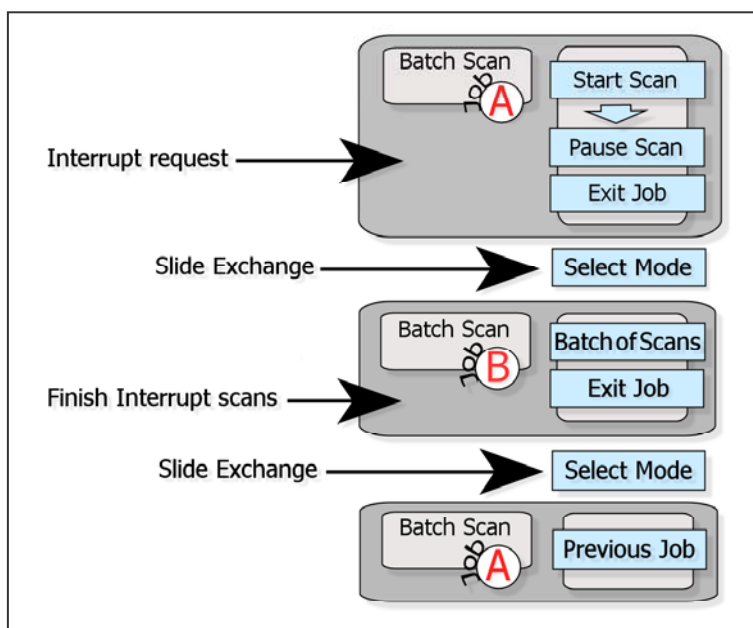 Batch Scan
Job A
Start Scan
Pause Scan
Interrupt request
Exit Job
Slide Exchange
Select Mode
Batch Scan
Job B
Batch of Scans
Exit Job
Finish Interrupt scans
Slide Exchange
Select Mode
Batch Scan
Job A
Previous Job